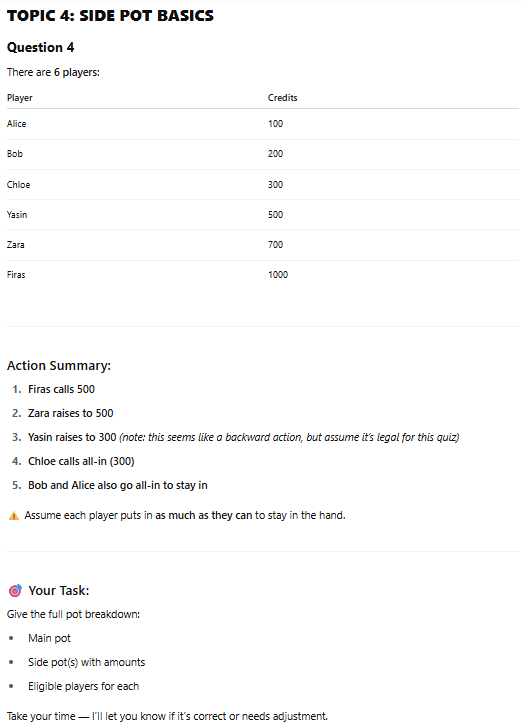 TOPIC 4: SIDE POT BASICS
Question 4
There are 6 players:
Player Credits
Alice 100
Bob 200
Chloe 300
Yasin 500
Zara 700
Firas 1000
Action Summary:
1. Firas calls 500
2. Zara raises to 500
3. Yasin raises to 300 (note: this seems like a backward action, but assume it's legal for this quiz)
4. Chloe calls all-in (300)
5. Bob and Alice also go all-in to stay in
⚠️ Assume each player puts in as much as they can to stay in the hand.
🎯 Your Task:
Give the full pot breakdown:
• Main pot
• Side pot(s) with amounts
• Eligible players for each
Take your time — I'll let you know if it's correct or needs adjustment.